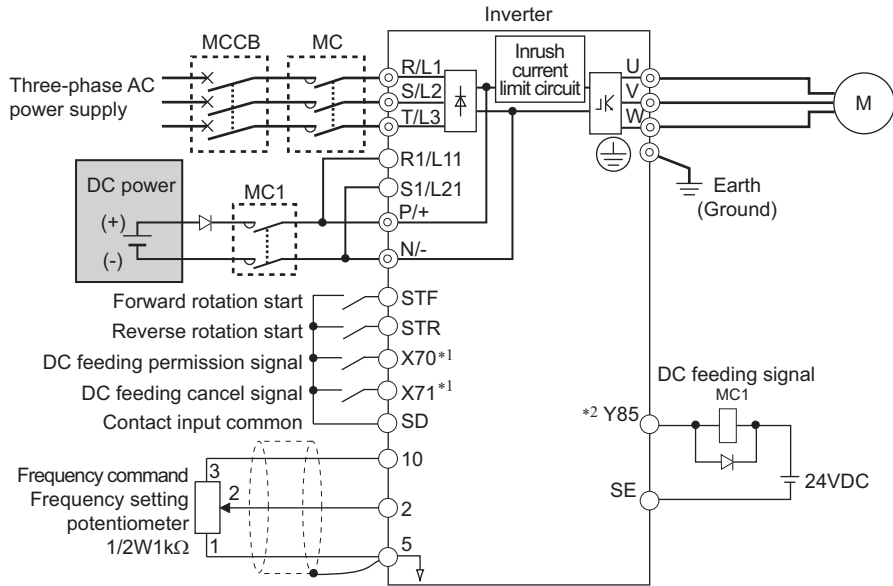 Inverter
MCCB
MC
Three-phase AC
power supply
R/L1
S/L2
T/L3
Inrush
current
limit circuit
U
V
W
M
R1/L11
S1/L21
DC power
(+)
(-)
MC1
P/+
N/-
Earth
(Ground)
Forward rotation start
STF
Reverse rotation start
STR
DC feeding permission signal
X70*1
DC feeding cancel signal
X71*1
Contact input common
SD
DC feeding signal
MC1
*2 Y85
SE
24VDC
Frequency command
Frequency setting
potentiometer
1/2W1kΩ
3
2
1
10
2
5